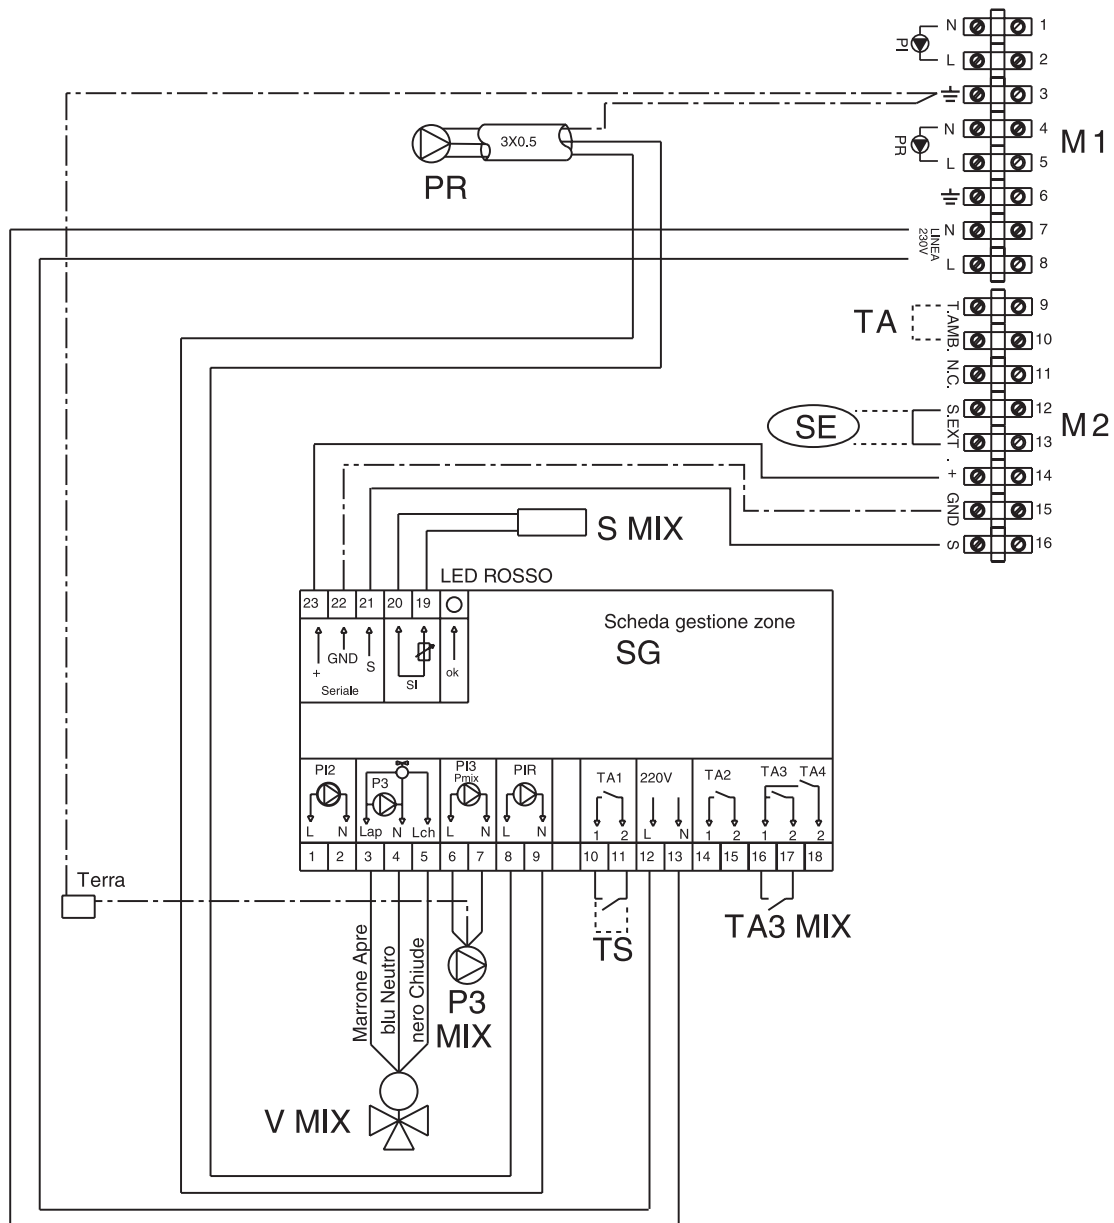 N 1
PI
L 2
3
N 4
PR
L 5
M1
6
N 7
LINEA
230V
L 8
3X0.5
PR
T.AMB. 9
TA
10
N.C. 11
S.EXT. 12
SE
13
M2
+ 14
GND 15
S 16
S MIX
LED ROSSO
23 22 21 20 19
Scheda gestione zone
SG
+ GND S
Seriale
SI
ok
PI2
P3
PI3
Pmix
PIR
TA1
220V
TA2
TA3
TA4
L N Lap N Lch L N L N 1 2 L N 1 2 1 2 2
1 2 3 4 5 6 7 8 9 10 11 12 13 14 15 16 17 18
Terra
Marrone Apre
blu Neutro
nero Chiude
P3
MIX
TS
TA3 MIX
V MIX